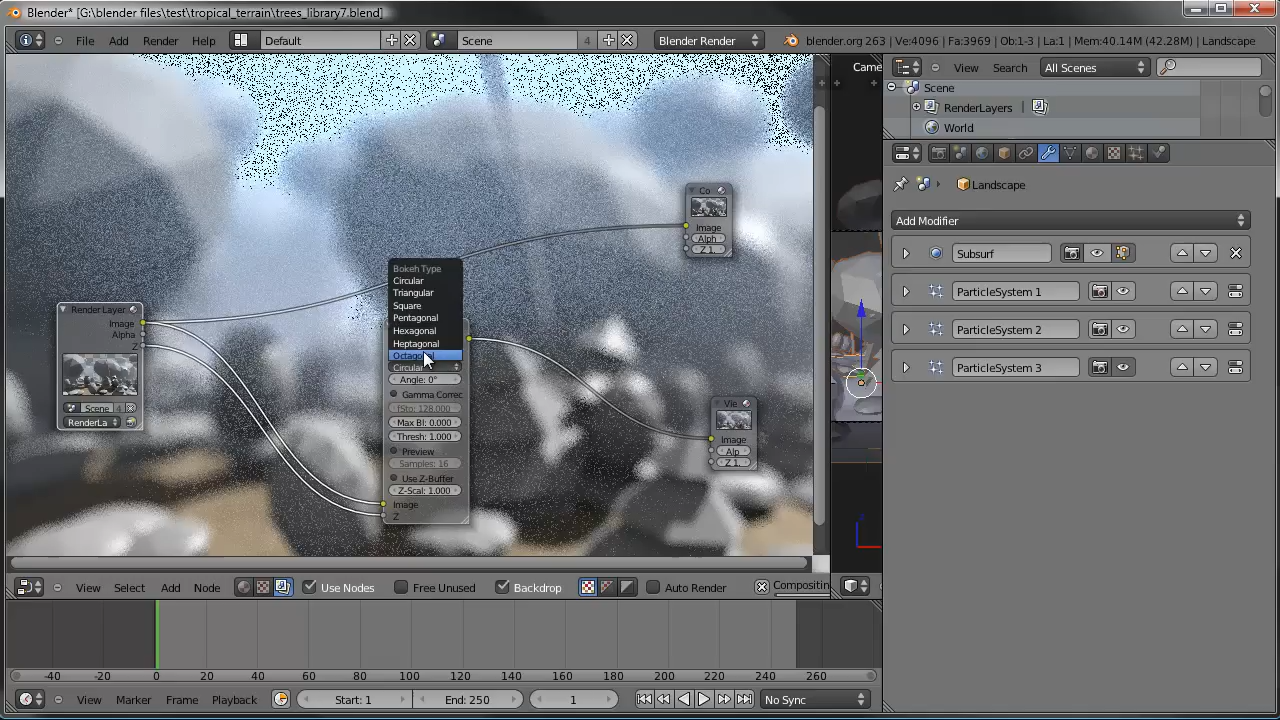 Blender* [G:\blender files\test\tropical_terrain\trees_library7.blend]
File Add Render Help Default Scene 4 Blender Render blender.org 263 | Ve:4096 | Fa:3969 | Ob:1-3 | La:1 | Mem:40.14M (42.28M) | Landscape
Came
View Search All Scenes
Scene
RenderLayers |
World
Landscape
Add Modifier
Subsurf
ParticleSystem 1
ParticleSystem 2
ParticleSystem 3
Co
Image
Alph
Z 1.
Render Layer
Image
Alpha
Z
Scene 4
RenderLa
Bokeh Type
Circular
Triangular
Square
Pentagonal
Hexagonal
Heptagonal
Circular
Angle: 0°
Gamma Correc
fSto: 128.000
Max Bl: 0.000
Thresh: 1.000
Preview
Samples: 16
Use Z-Buffer
Z-Scal: 1.000
Image
Z
Vie
Image
Alp
Z 1.
View Select Add Node Use Nodes Free Unused Backdrop Auto Render Compositin
-40 -20 0 20 40 60 80 100 120 140 160 180 200 220 240 260
View Marker Frame Playback Start: 1 End: 250 1 No Sync